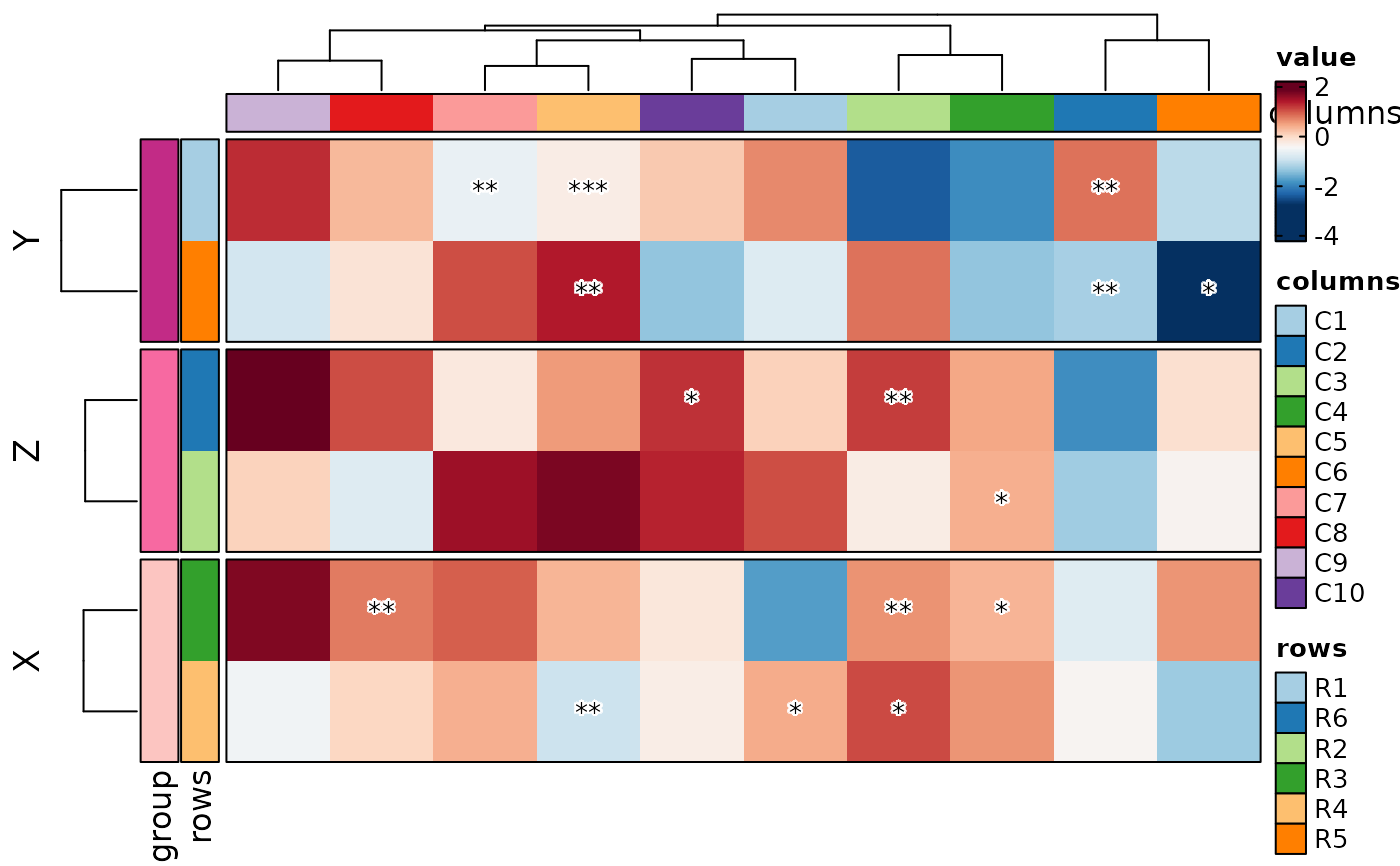 value
2
columns
0
-2
-4
** *** **
Y
** ** *
columns
C1
C2
C3
C4
C5
C6
C7
C8
C9
C10
* **
Z
*
** ** *
X
** * *
rows
R1
R6
R2
R3
R4
R5
group
rows